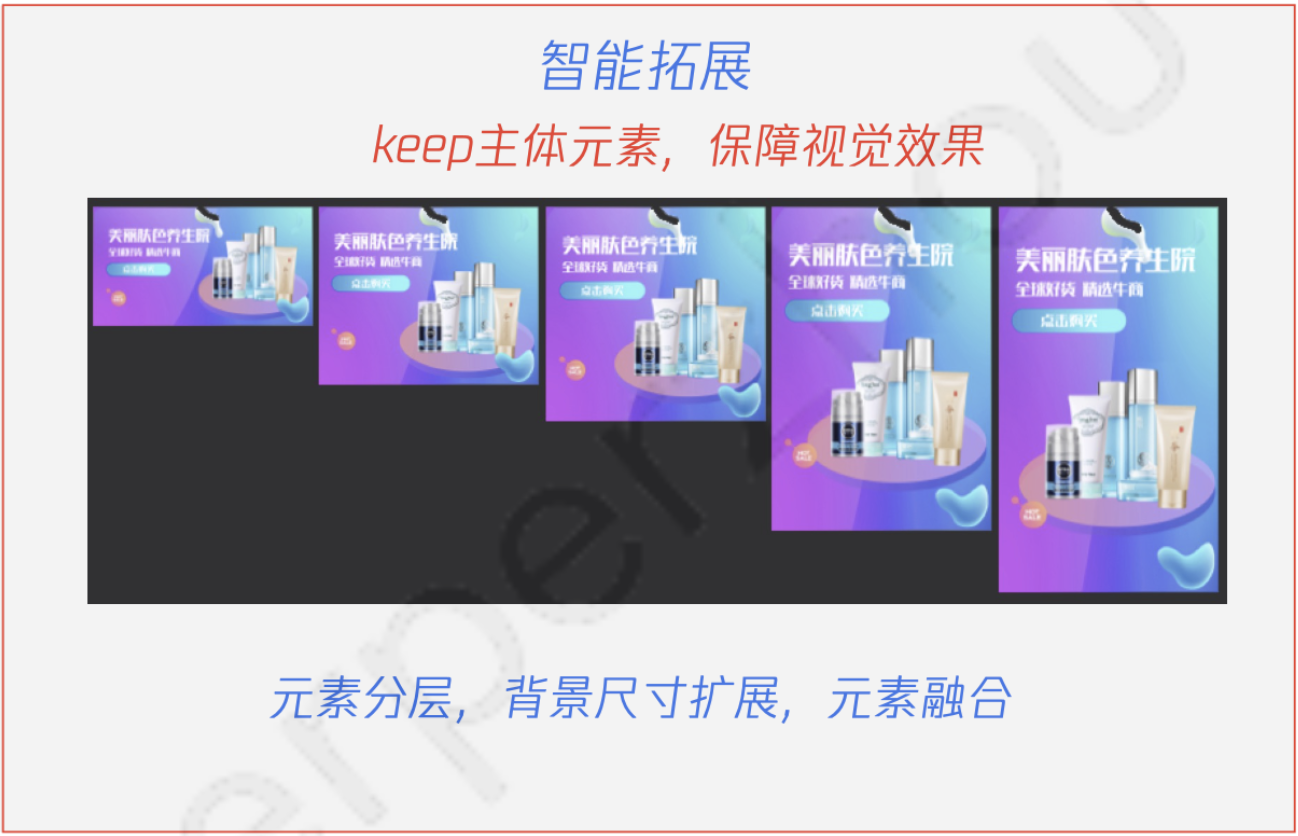 智能拓展
keep主体元素，保障视觉效果
美丽肤色养生院
全球好货 精选牛商
点击购买
美丽肤色养生院
全球好货 精选牛商
点击购买
美丽肤色养生院
全球好货 精选牛商
点击购买
HOT
SALE
美丽肤色养生院
全球好货 精选牛商
点击购买
HOT
SALE
美丽肤色养生院
全球好货 精选牛商
点击购买
HOT
SALE
元素分层，背景尺寸扩展，元素融合